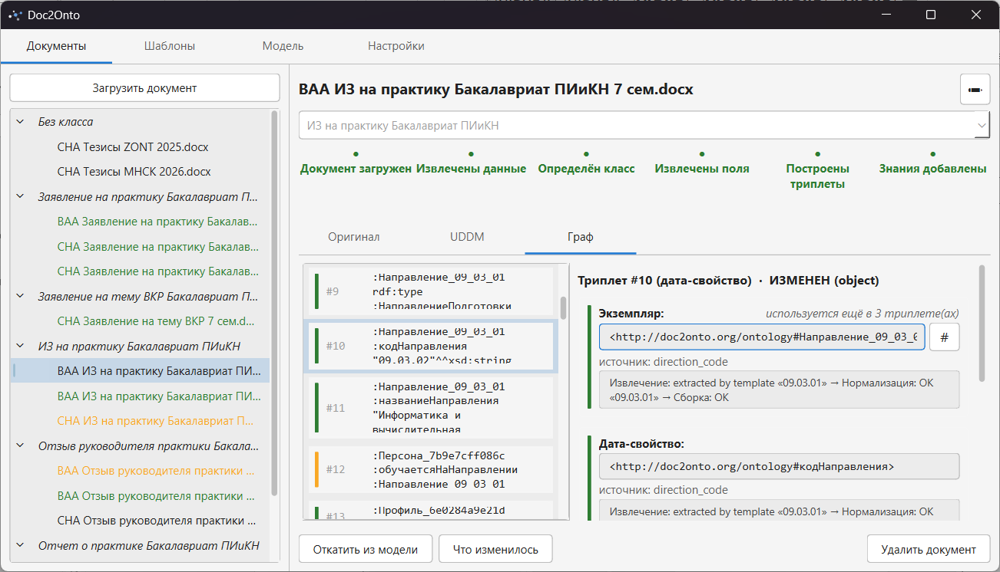 Doc2Onto
Документы
Шаблоны
Модель
Настройки
Загрузить документ
Без класса
СНА Тезисы ZONT 2025.docx
СНА Тезисы МНСК 2026.docx
Заявление на практику Бакалавриат П...
ВАА Заявление на практику Бакалав...
СНА Заявление на практику Бакалав...
СНА Заявление на практику Бакалав...
Заявление на тему ВКР Бакалавриат П...
СНА Заявление на тему ВКР 7 сем.d...
ИЗ на практику Бакалавриат ПИиКН
ВАА ИЗ на практику Бакалавриат ПИ...
ВАА ИЗ на практику Бакалавриат ПИ...
СНА ИЗ на практику Бакалавриат П...
Отзыв руководителя практики Бакала...
ВАА Отзыв руководителя практики ...
ВАА Отзыв руководителя практики ...
СНА Отзыв руководителя практики ...
Отчет о практике Бакалавриат ПИиКН
ВАА ИЗ на практику Бакалавриат ПИиКН 7 сем.docx
ИЗ на практику Бакалавриат ПИиКН
Документ загружен
Извлечены данные
Определён класс
Извлечены поля
Построены
триплеты
Знания добавлены
Оригинал
UDDM
Граф
#9
:Направление_09_03_01
rdf:type
:НаправлениеПодготовки
#10
:Направление_09_03_01
:кодНаправления
"09.03.02"^^xsd:string
#11
:Направление_09_03_01
:названиеНаправления
"Информатика и
вычислительная
#12
:Персона_7b9e7cff086c
:обучаетсяНаНаправлении
:Направление_09_03_01
#13
:Профиль_6e0284a9e21d
Триплет #10 (дата-свойство) · ИЗМЕНЕН (object)
Экземпляр:
используется ещё в 3 триплете(ах)
<http://doc2onto.org/ontology#Направление_09_03_0
#
источник: direction_code
Извлечение: extracted by template «09.03.01» → Нормализация: OK
«09.03.01» → Сборка: OK
Дата-свойство:
<http://doc2onto.org/ontology#кодНаправления>
источник: direction_code
Извлечение: extracted by template «09.03.01» → Нормализация: OK
Откатить из модели
Что изменилось
Удалить документ